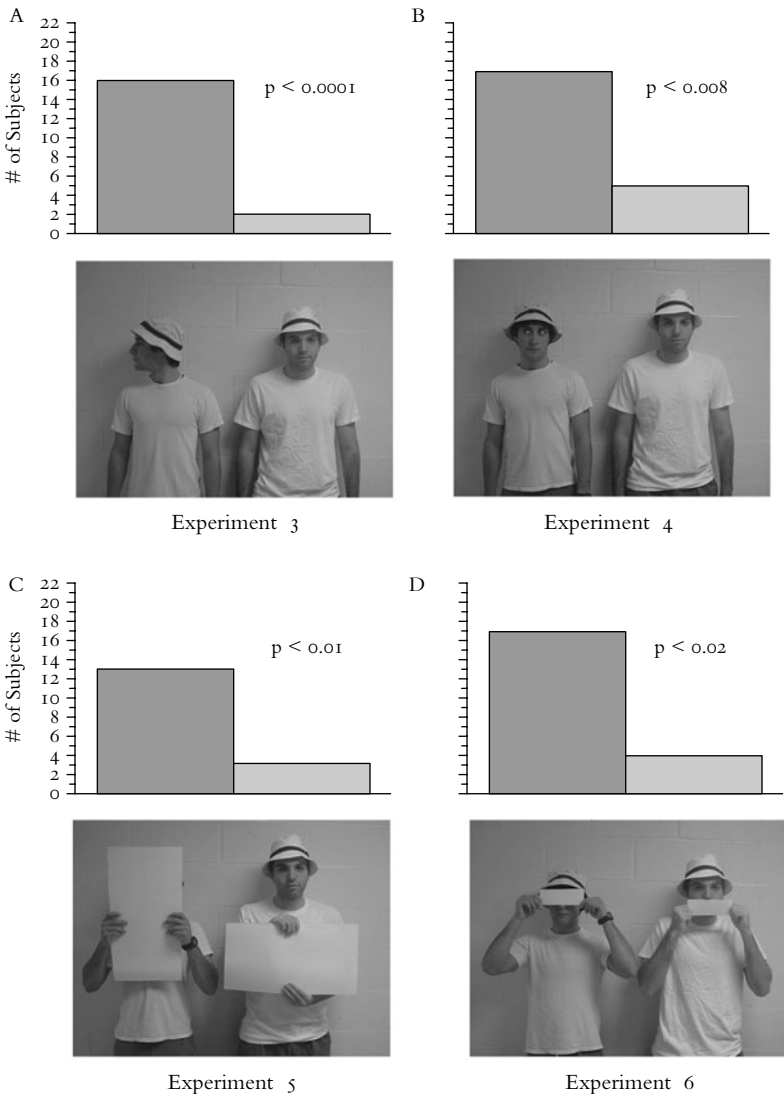 A
B
22
20
18
16
14
12
10
8
6
4
2
0
# of Subjects
p < 0.0001
p < 0.008
Experiment 3
Experiment 4
C
D
22
20
18
16
14
12
10
8
6
4
2
0
# of Subjects
p < 0.01
p < 0.02
Experiment 5
Experiment 6